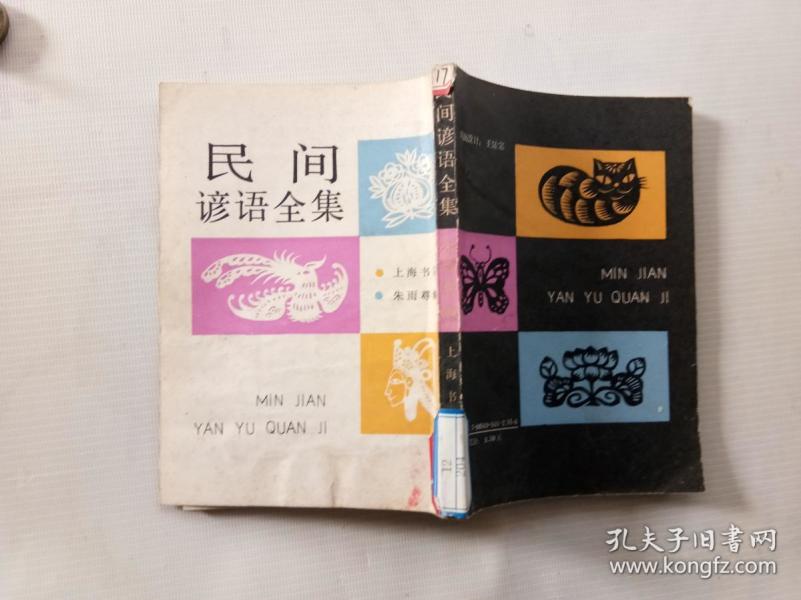 民间
谚语全集
上海书
朱雨尊
MIN JIAN
YAN YU QUAN JI
17
间谚语全集
上海书
12
201
MIN JIAN
YAN YU QUAN JI
孔夫子旧书网
www.kongfz.com